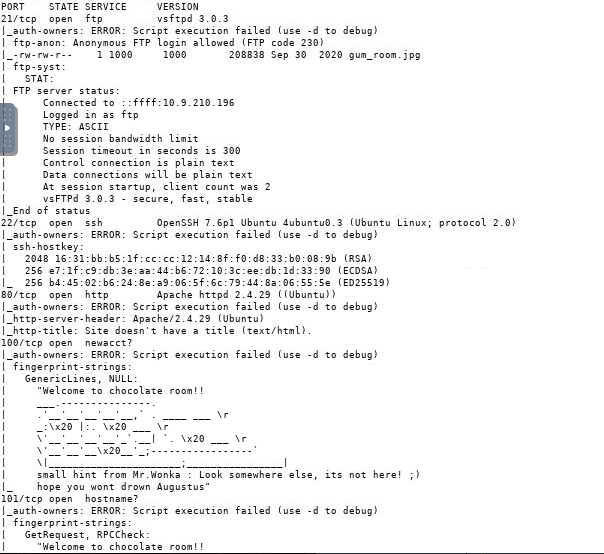 PORT    STATE SERVICE     VERSION
21/tcp  open  ftp         vsftpd 3.0.3
|_auth-owners: ERROR: Script execution failed (use -d to debug)
| ftp-anon: Anonymous FTP login allowed (FTP code 230)
|_-rw-rw-r--    1 1000     1000       208838 Sep 30  2020 gum_room.jpg
| ftp-syst:
|   STAT:
| FTP server status:
|      Connected to ::ffff:10.9.210.196
|      Logged in as ftp
|      TYPE: ASCII
|      No session bandwidth limit
|      Session timeout in seconds is 300
|      Control connection is plain text
|      Data connections will be plain text
|      At session startup, client count was 2
|      vsFTPd 3.0.3 - secure, fast, stable
|_End of status
22/tcp  open  ssh         OpenSSH 7.6p1 Ubuntu 4ubuntu0.3 (Ubuntu Linux; protocol 2.0)
|_auth-owners: ERROR: Script execution failed (use -d to debug)
| ssh-hostkey:
|   2048 16:31:bb:b5:1f:cc:cc:12:14:8f:f0:d8:33:b0:08:9b (RSA)
|   256 e7:1f:c9:db:3e:aa:44:b6:72:10:3c:ee:db:1d:33:90 (ECDSA)
|_  256 b4:45:02:b6:24:8e:a9:06:5f:6c:79:44:8a:06:55:5e (ED25519)
80/tcp  open  http        Apache httpd 2.4.29 ((Ubuntu))
|_auth-owners: ERROR: Script execution failed (use -d to debug)
|_http-server-header: Apache/2.4.29 (Ubuntu)
|_http-title: Site doesn't have a title (text/html).
100/tcp open  newacct?
|_auth-owners: ERROR: Script execution failed (use -d to debug)
| fingerprint-strings:
|   GenericLines, NULL:
|     "Welcome to chocolate room!!
|     ___.---------------.
|     .'__'__'__'__'__,` . ____ ___ \r
|     _:\x20 |:. \x20 ___ \r
|     \'__'__'__'__'_`.__| `. \x20 ___ \r
|     \'__'__'__\x20__'_;-----------------`
|     \|______________________;________________|
|     small hint from Mr.Wonka : Look somewhere else, its not here! ;)
|_    hope you wont drown Augustus"
101/tcp open  hostname?
|_auth-owners: ERROR: Script execution failed (use -d to debug)
| fingerprint-strings:
|   GetRequest, RPCCheck:
|     "Welcome to chocolate room!!